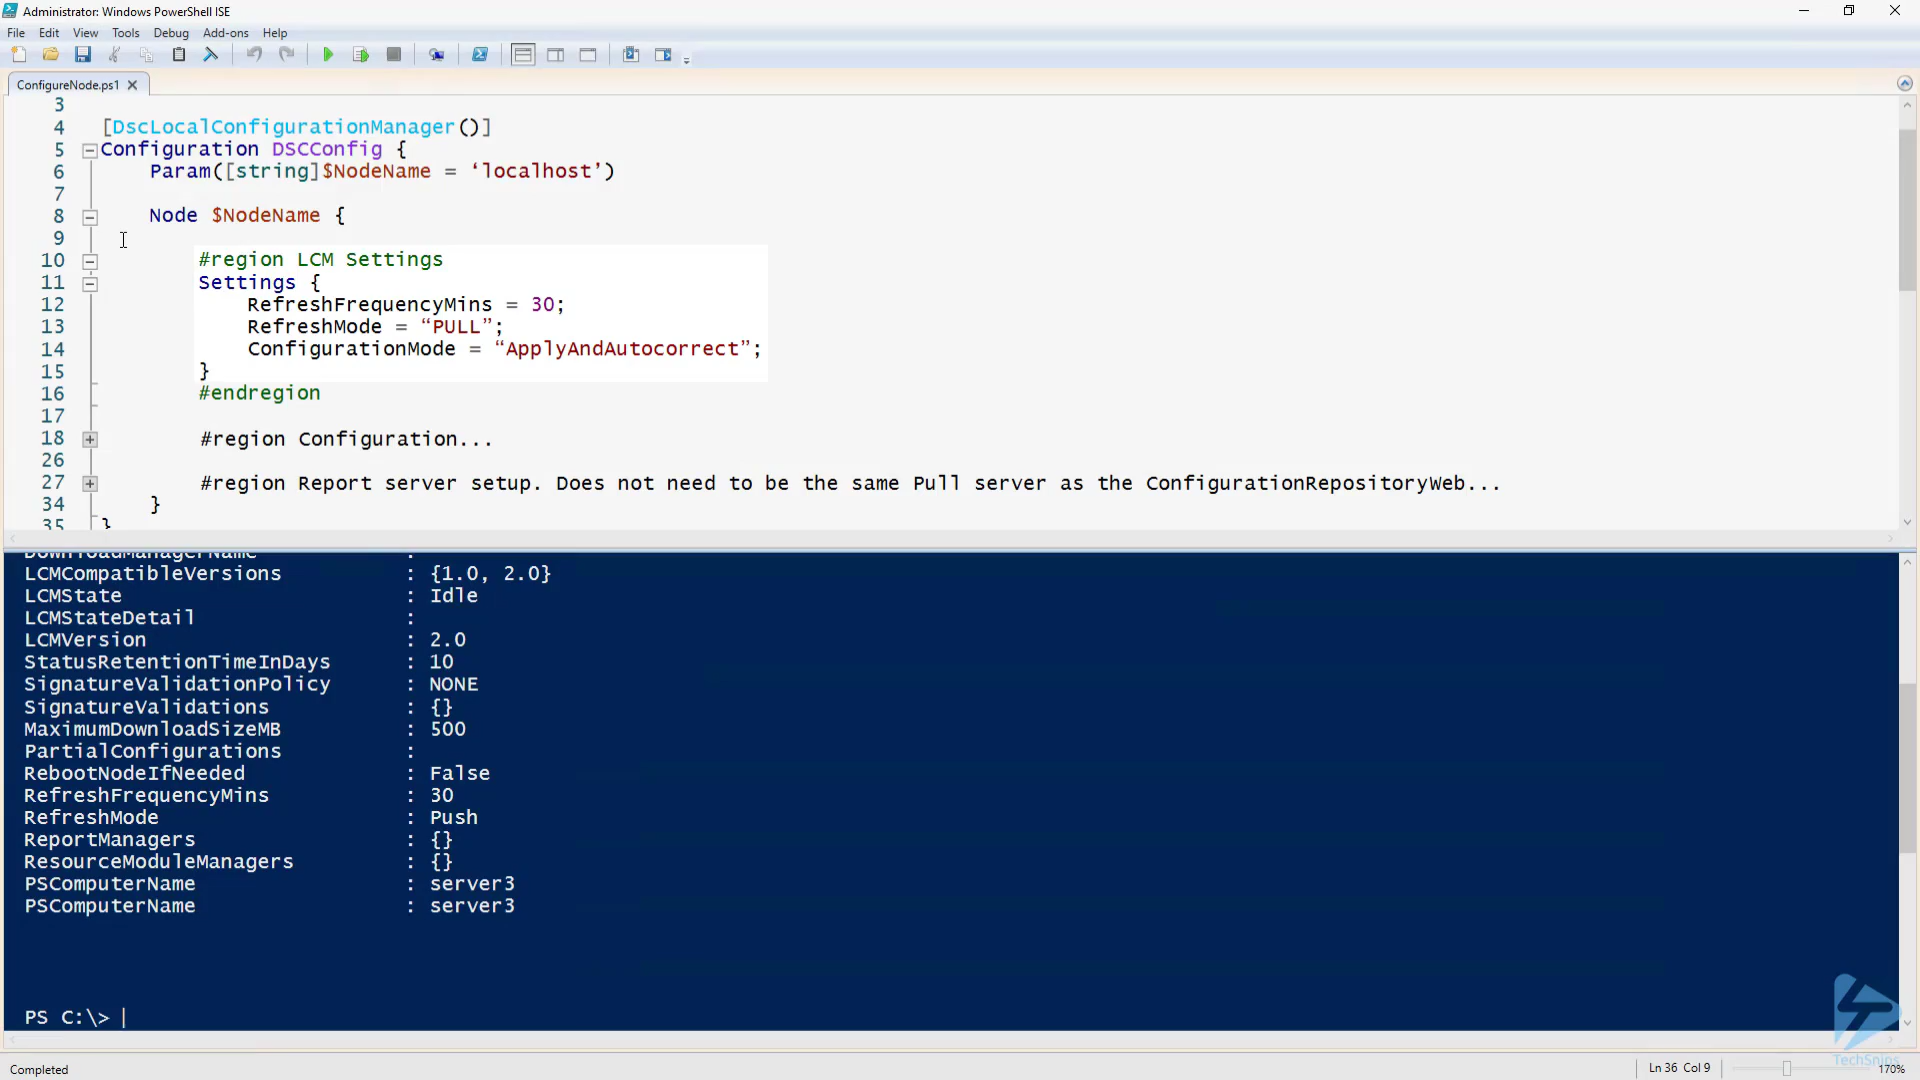 Administrator: Windows PowerShell ISE
File Edit View Tools Debug Add-ons Help
ConfigureNode.ps1
3
4 [DscLocalConfigurationManager()]
5 Configuration DSCConfig {
6 Param([string]$NodeName = ‘localhost’)
7
8 Node $NodeName {
9
10 #region LCM Settings
11 Settings {
12 RefreshFrequencyMins = 30;
13 RefreshMode = “PULL”;
14 ConfigurationMode = “ApplyAndAutocorrect”;
15 }
16 #endregion
17
18 #region Configuration...
26
27 #region Report server setup. Does not need to be the same Pull server as the ConfigurationRepositoryWeb...
34 }
35 }
DownloadManagerName :
LCMCompatibleVersions : {1.0, 2.0}
LCMState : Idle
LCMStateDetail :
LCMVersion : 2.0
StatusRetentionTimeInDays : 10
SignatureValidationPolicy : NONE
SignatureValidations : {}
MaximumDownloadSizeMB : 500
PartialConfigurations :
RebootNodeIfNeeded : False
RefreshFrequencyMins : 30
RefreshMode : Push
ReportManagers : {}
ResourceModuleManagers : {}
PSComputerName : server3
PSComputerName : server3
PS C:\>
TechSnips
Completed Ln 36 Col 9 170%